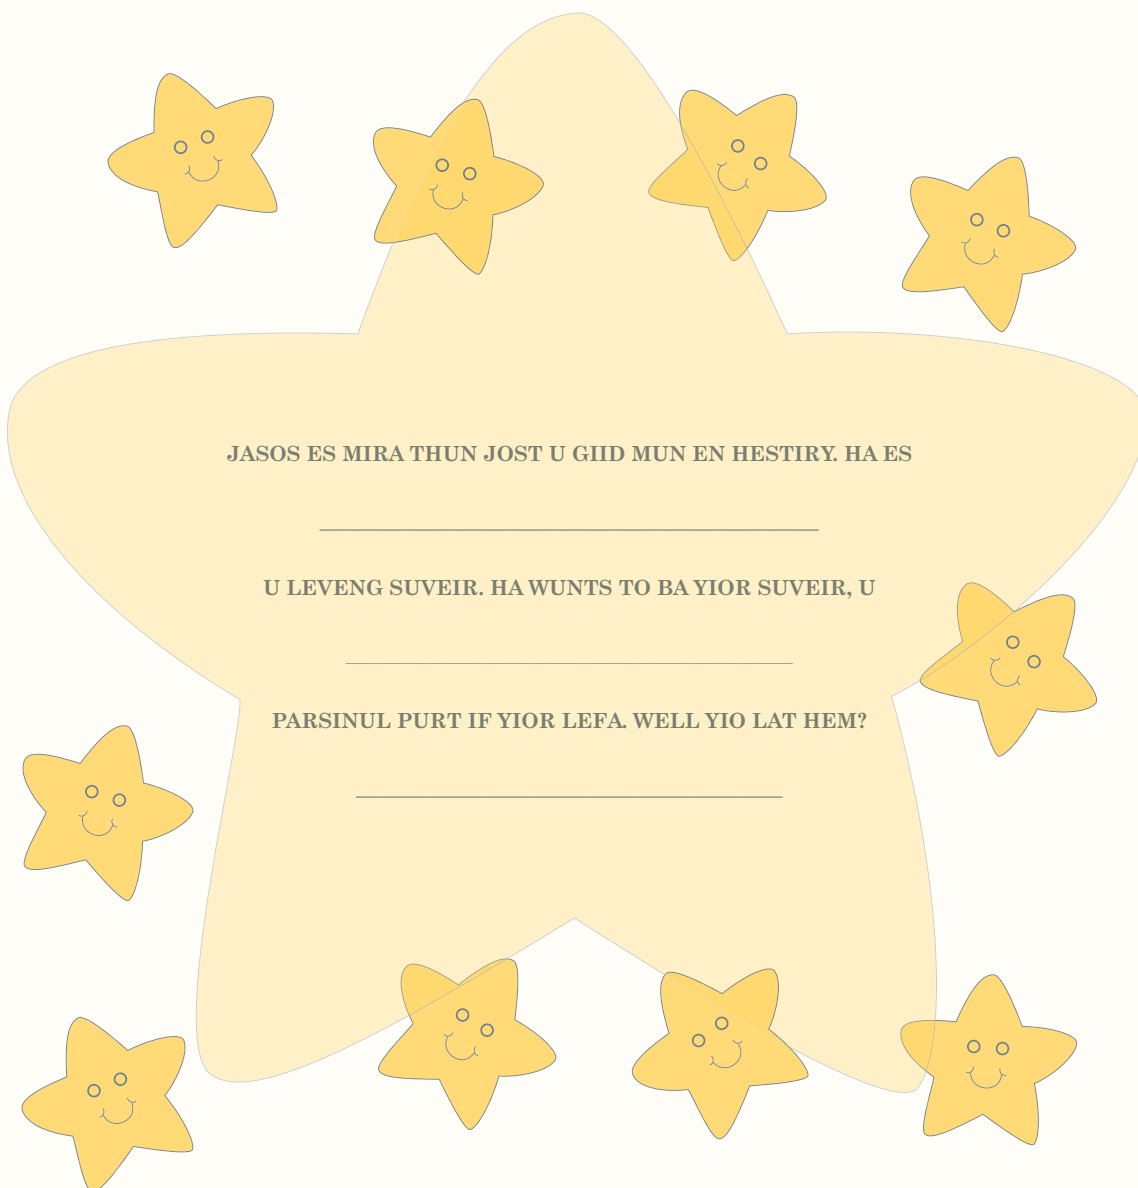 JASOS ES MIRA THUN JOST U GIID MUN EN HESTIRY. HA ES
U LEVENG SUVEIR. HA WUNTS TO BA YIOR SUVEIR, U
PARSINUL PURT IF YIOR LEFA. WELL YIO LAT HEM?